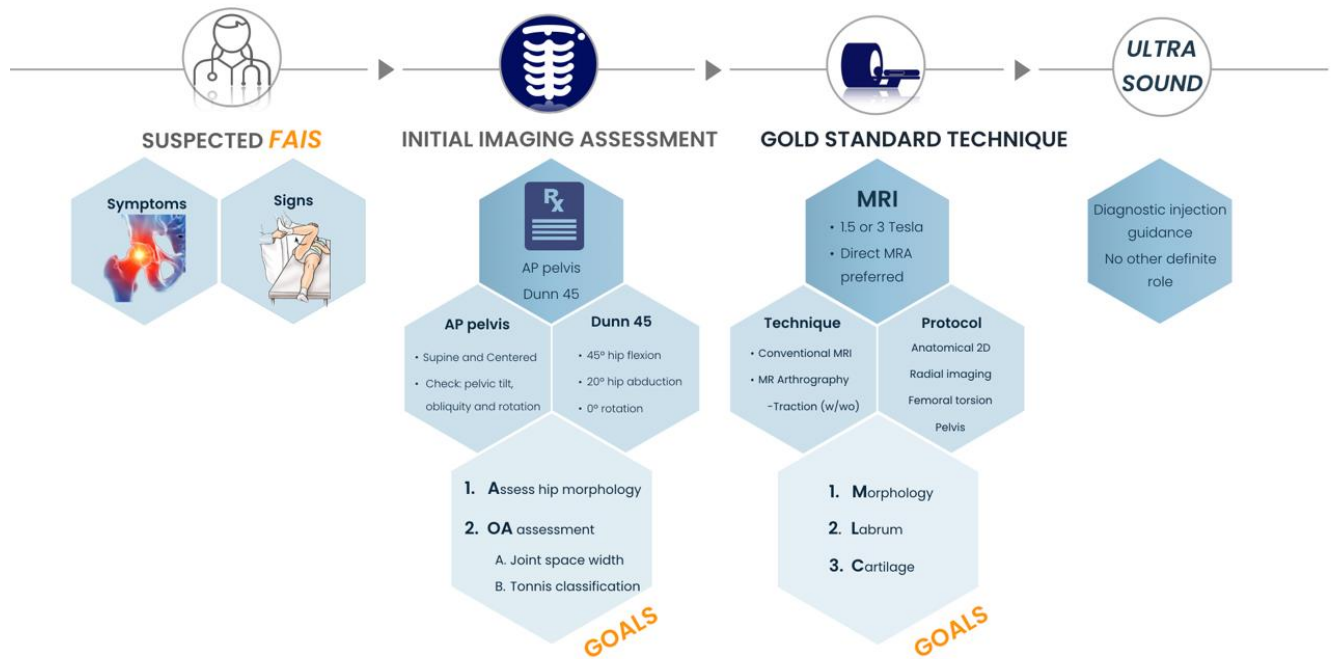 ULTRA
SOUND
SUSPECTED FAIS
INITIAL IMAGING ASSESSMENT
GOLD STANDARD TECHNIQUE
Symptoms
Signs
Rx
AP pelvis
Dunn 45
AP pelvis
• Supine and Centered
• Check: pelvic tilt,
obliquity and rotation
Dunn 45
• 45º hip flexion
• 20º hip abduction
• 0º rotation
1. Assess hip morphology
2. OA assessment
A. Joint space width
B. Tonnis classification
GOALS
MRI
• 1.5 or 3 Tesla
• Direct MRA
preferred
Technique
• Conventional MRI
• MR Arthrography
-Traction (w/wo)
Protocol
Anatomical 2D
Radial imaging
Femoral torsion
Pelvis
1. Morphology
2. Labrum
3. Cartilage
GOALS
Diagnostic injection
guidance
No other definite
role